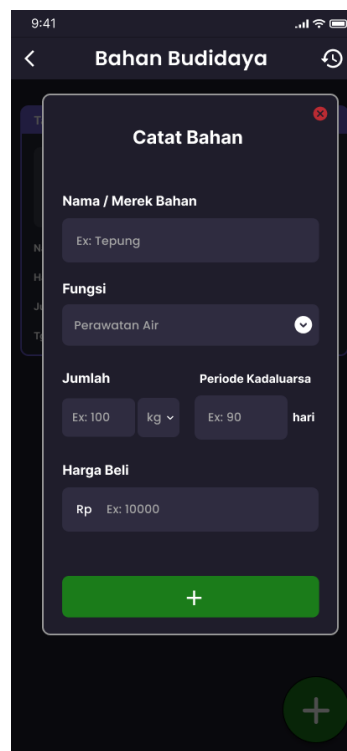 9:41
Bahan Budidaya
Catat Bahan
Nama / Merek Bahan
Ex: Tepung
Fungsi
Perawatan Air
Jumlah Periode Kadaluarsa
Ex: 100 kg Ex: 90 hari
Harga Beli
Rp Ex: 10000